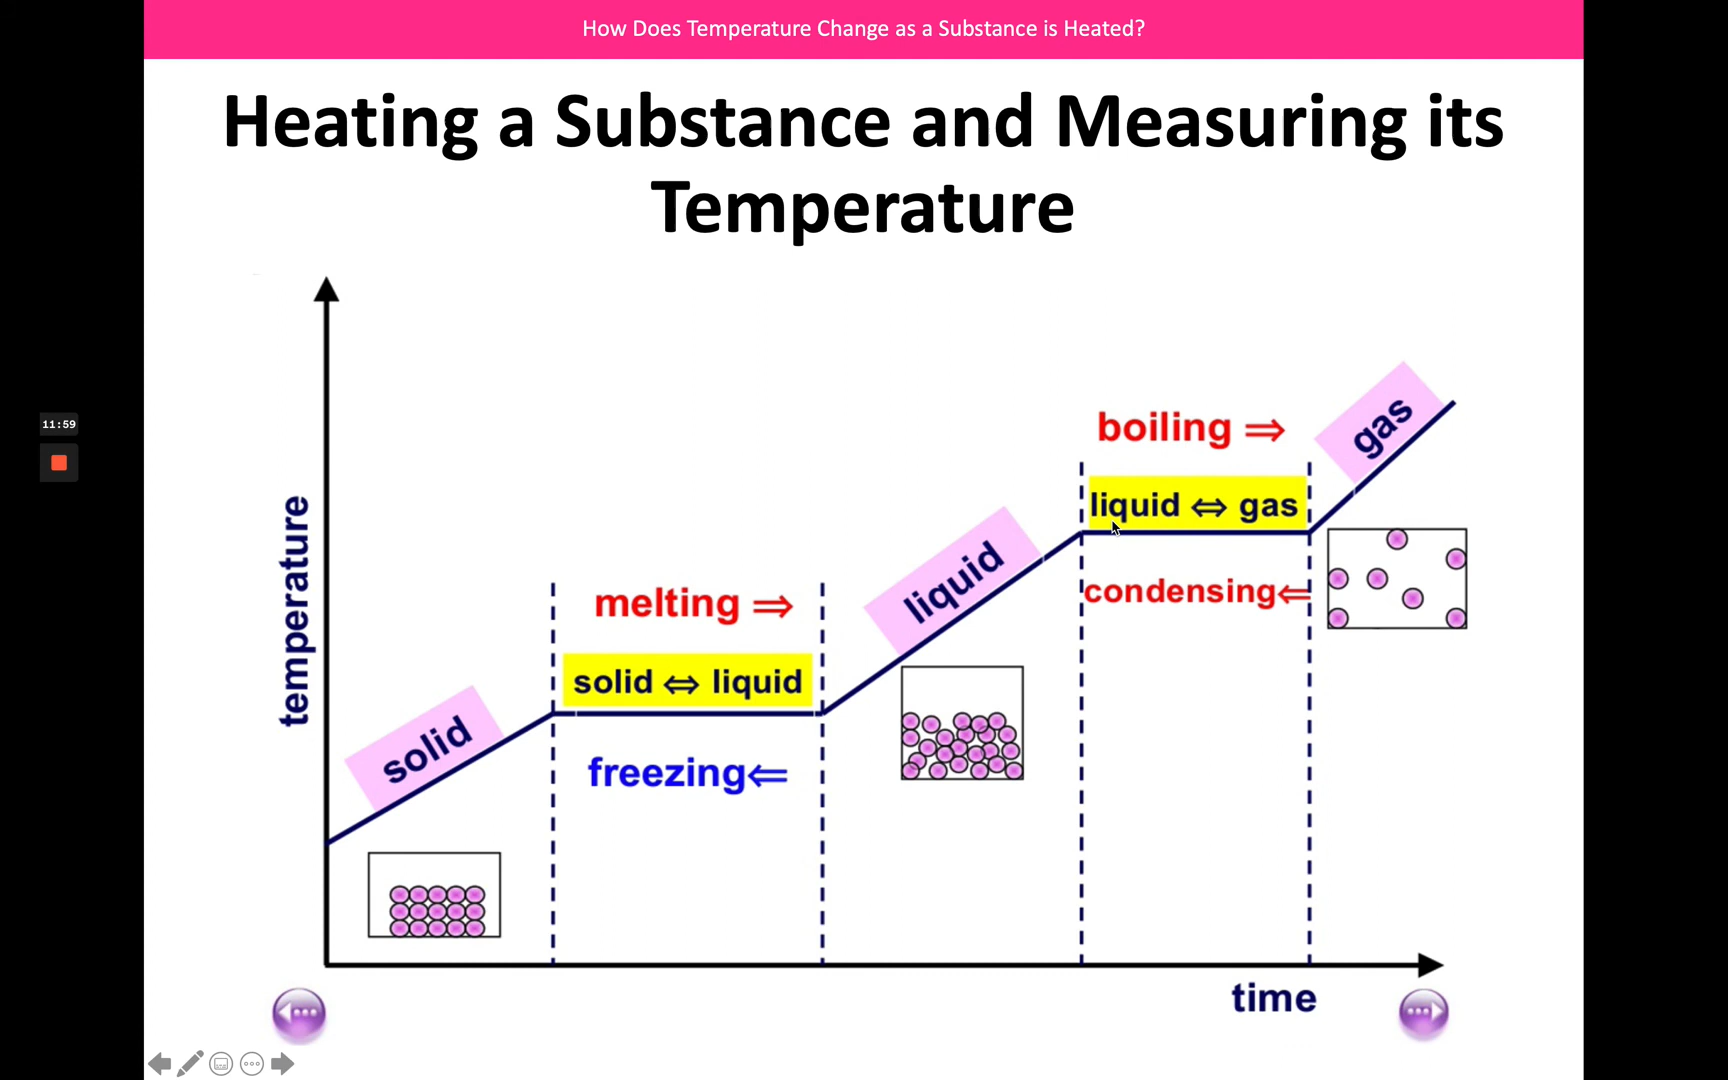 How Does Temperature Change as a Substance is Heated?
Heating a Substance and Measuring its
Temperature
11:59
temperature
solid
melting ⇒
solid ⇔ liquid
freezing⇐
liquid
boiling ⇒
liquid ⇔ gas
condensing⇐
gas
time